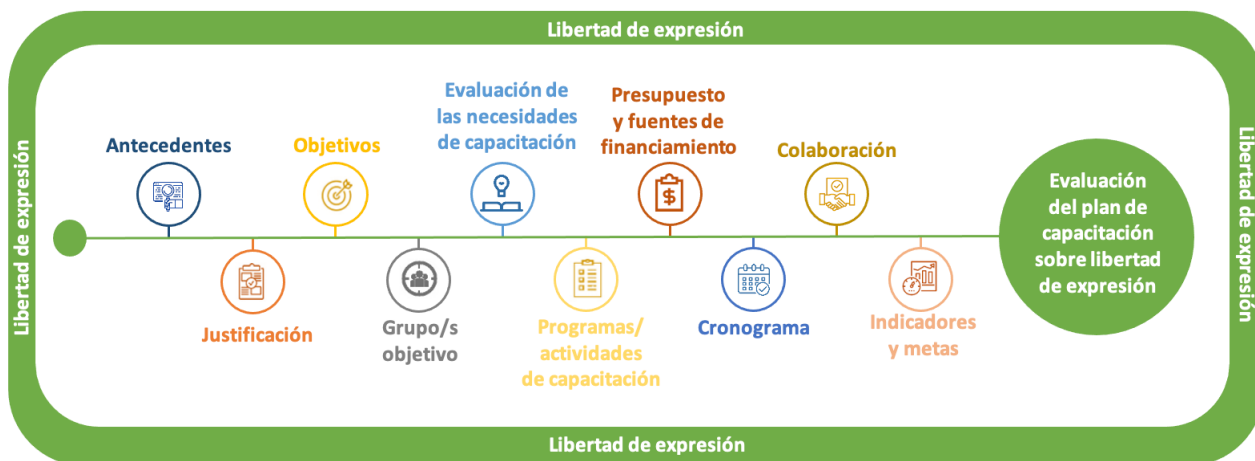 Libertad de expresión
Libertad de expresión
Antecedentes
Justificación
Objetivos
Grupo/s
objetivo
Evaluación de
las necesidades
de capacitación
Programas/
actividades
de capacitación
Presupuesto
y fuentes de
financiamiento
$
Cronograma
Colaboración
Indicadores
y metas
Evaluación
del plan de
capacitación
sobre libertad
de expresión
Libertad de expresión
Libertad de expresión